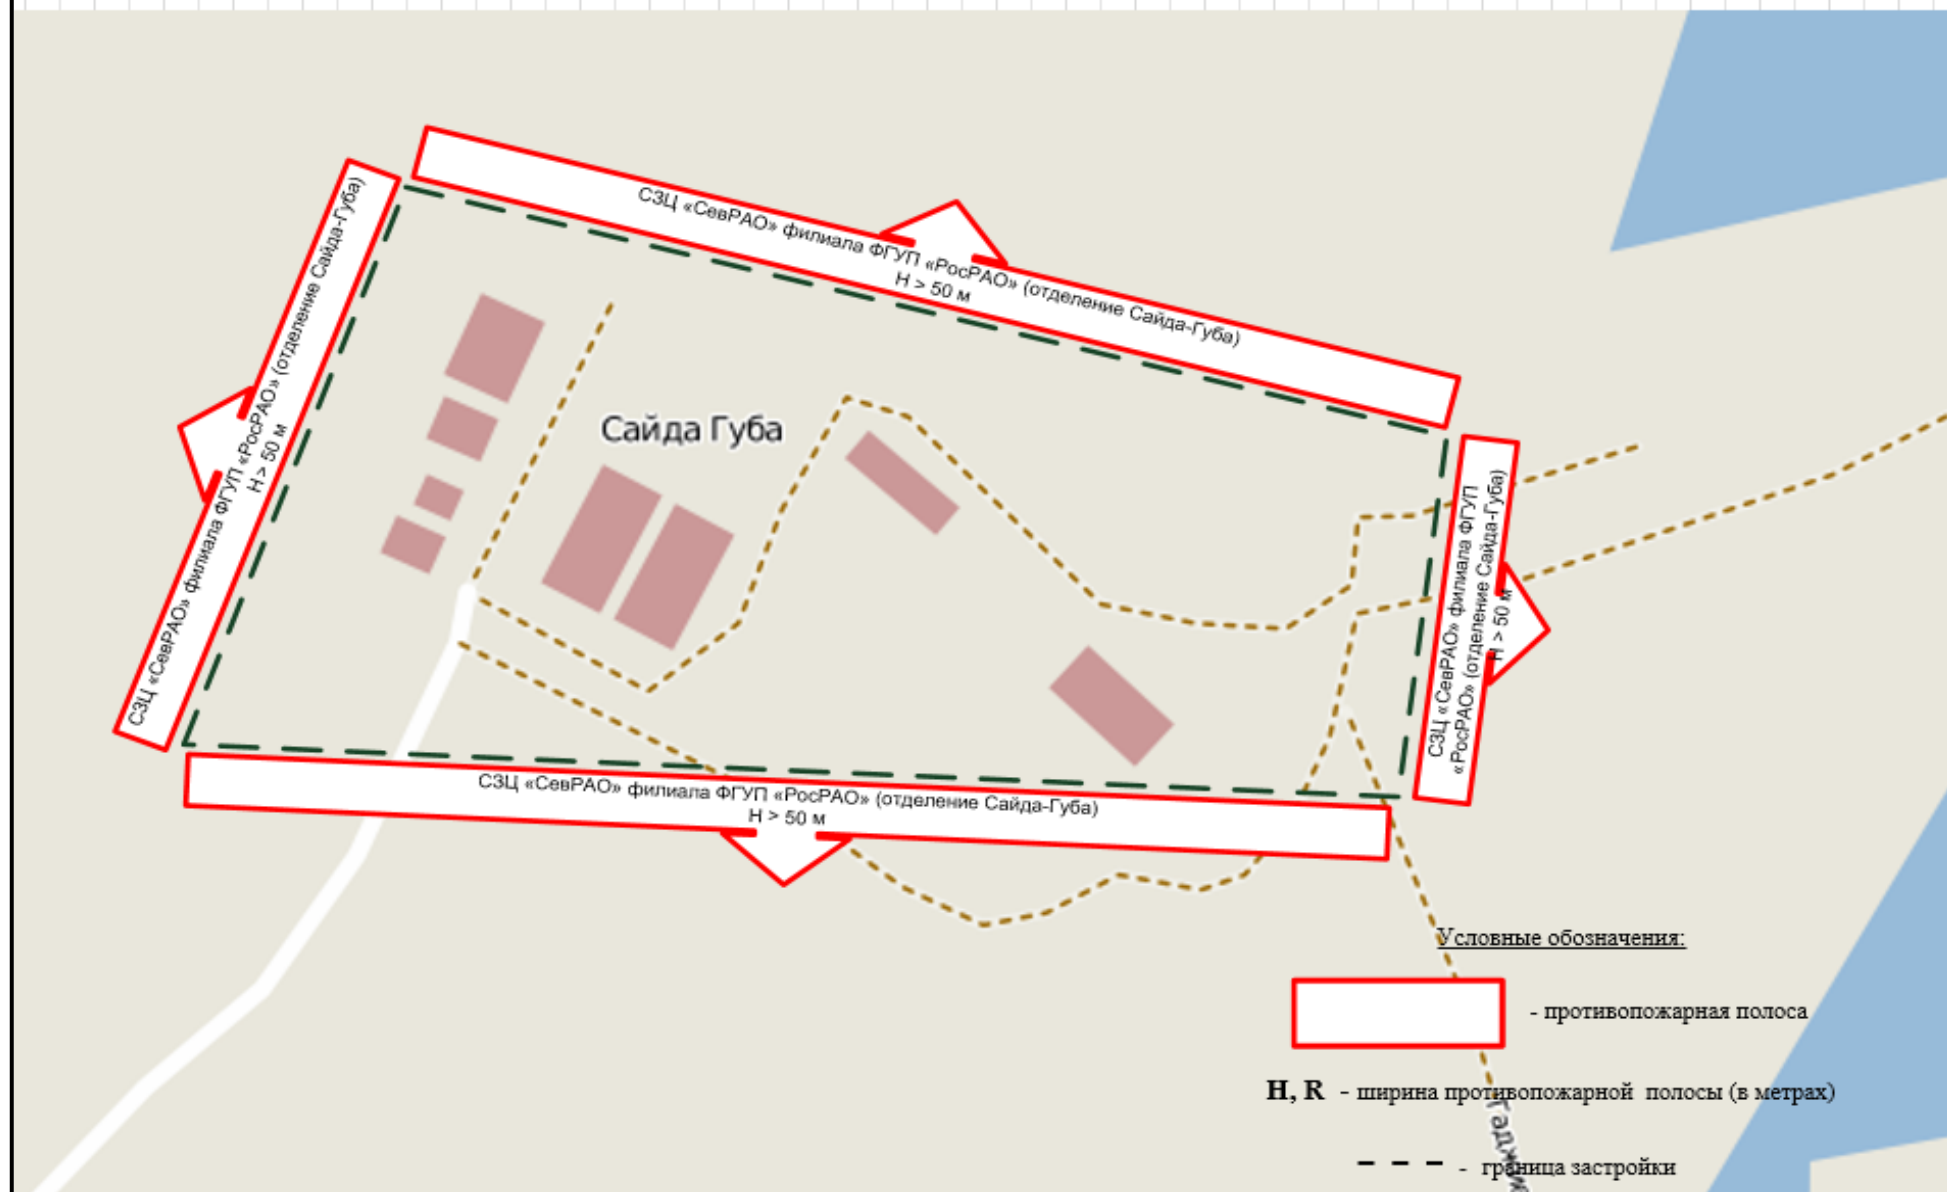 СЗЦ «СевРАО» филиала ФГУП «РосРАО» (отделение Сайда-Губа)
Н > 50 м
СЗЦ «СевРАО» филиала ФГУП «РосРАО» (отделение Сайда-Губа)
Н > 50 м
Сайда Губа
СЗЦ «СевРАО» филиала ФГУП
«РосРАО» (отделение Сайда-Губа)
Н > 50 м
СЗЦ «СевРАО» филиала ФГУП «РосРАО» (отделение Сайда-Губа)
Н > 50 м
Условные обозначения:
- противопожарная полоса
H, R - ширина противопожарной полосы (в метрах)
- граница застройки